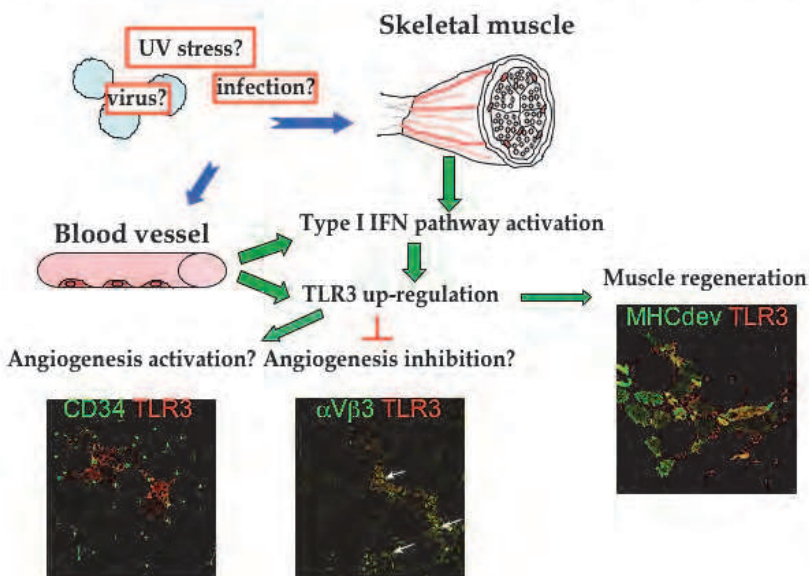 Skeletal muscle
UV stress?
infection?
virus?
Type I IFN pathway activation
Blood vessel
TLR3 up-regulation
Muscle regeneration
MHCdev TLR3
Angiogenesis activation? Angiogenesis inhibition?
CD34 TLR3
αVβ3 TLR3